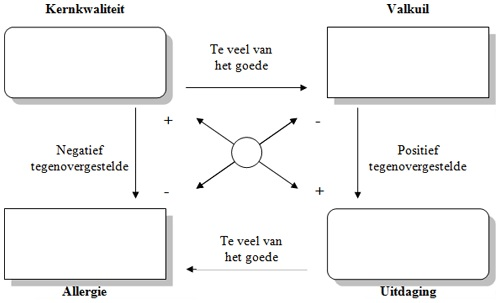 Kernkwaliteit
Valkuil
Te veel van
het goede
+
-
Negatief
tegenovergestelde
Positief
tegenovergestelde
-
+
Te veel van
het goede
Allergie
Uitdaging